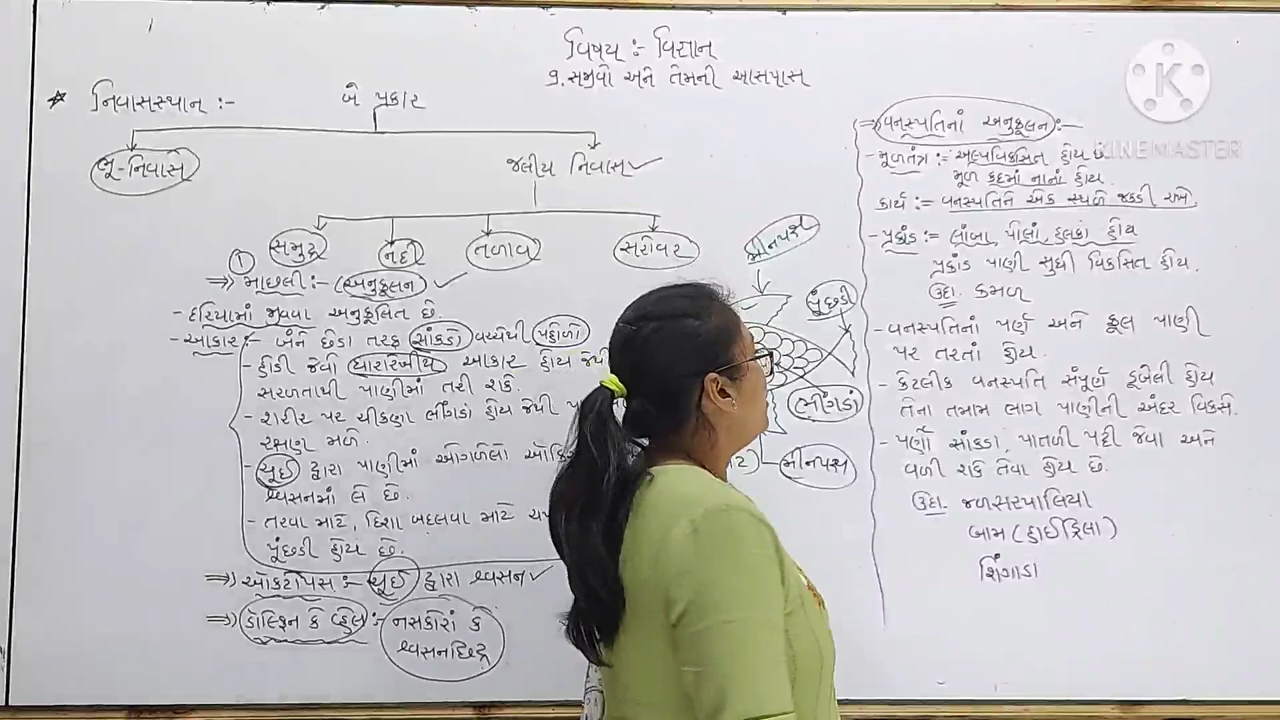 વિષય :- વિજ્ઞાન
૭. સજીવો અને તેમની આસપાસ
* નિવાસસ્થાન :- બે પ્રકાર
ભૂ-નિવાસ
જલીય નિવાસ
સમુદ્ર નદી તળાવ સરોવર
① ⇒ માછલી :- અનુકૂલન
- દરિયામાં જીવવા અનુકૂલિત છે.
- આકાર :- બંને છેડા તરફ સાંકડો વચ્ચેથી પહોળો
- હોડી જેવો ધારારેખીય આકાર હોય જેથી
સરળતાથી પાણીમાં તરી શકે.
- શરીર પર ચીકણા ભીંગડાં હોય જેથી
રક્ષણ મળે.
- ચૂઈ દ્વારા પાણીમાં ઓગળેલો
શ્વસનમાં લે છે.
- તરવા માટે, દિશા બદલવા માટે
પૂંછડી હોય છે.
⇒ ઓક્ટોપસ :- ચૂઈ દ્વારા શ્વસન
⇒ ડોલ્ફિન કે વ્હેલ :- નસકોરાં કે
શ્વસનછિદ્ર
મીનપક્ષ
પૂંછડી
ભીંગડાં
મીનપક્ષ
⇒ વનસ્પતિનાં અનુકૂલન :-
- મૂળતંત્ર := અલ્પવિકસિત હોય છે.
મૂળ કદમાં નાનાં હોય.
કાર્ય := વનસ્પતિને એક સ્થળે જકડી રાખે.
- પ્રકાંડ := લાંબા, પોલાં, હલકાં હોય
પ્રકાંડ પાણી સુધી વિકસિત હોય.
ઉદા. કમળ
- વનસ્પતિનાં પર્ણ અને ફૂલ પાણી
પર તરતાં હોય.
- કેટલીક વનસ્પતિ સંપૂર્ણ ડૂબેલી હોય
તેના તમામ ભાગ પાણીની અંદર વિકસે.
- પર્ણો સાંકડા, પાતળી પટ્ટી જેવા અને
વળી શકે તેવા હોય છે.
ઉદા. જળસરપોલિયા
બામ (હાઈડ્રિલા)
શિંગોડા
K
KINEMASTER